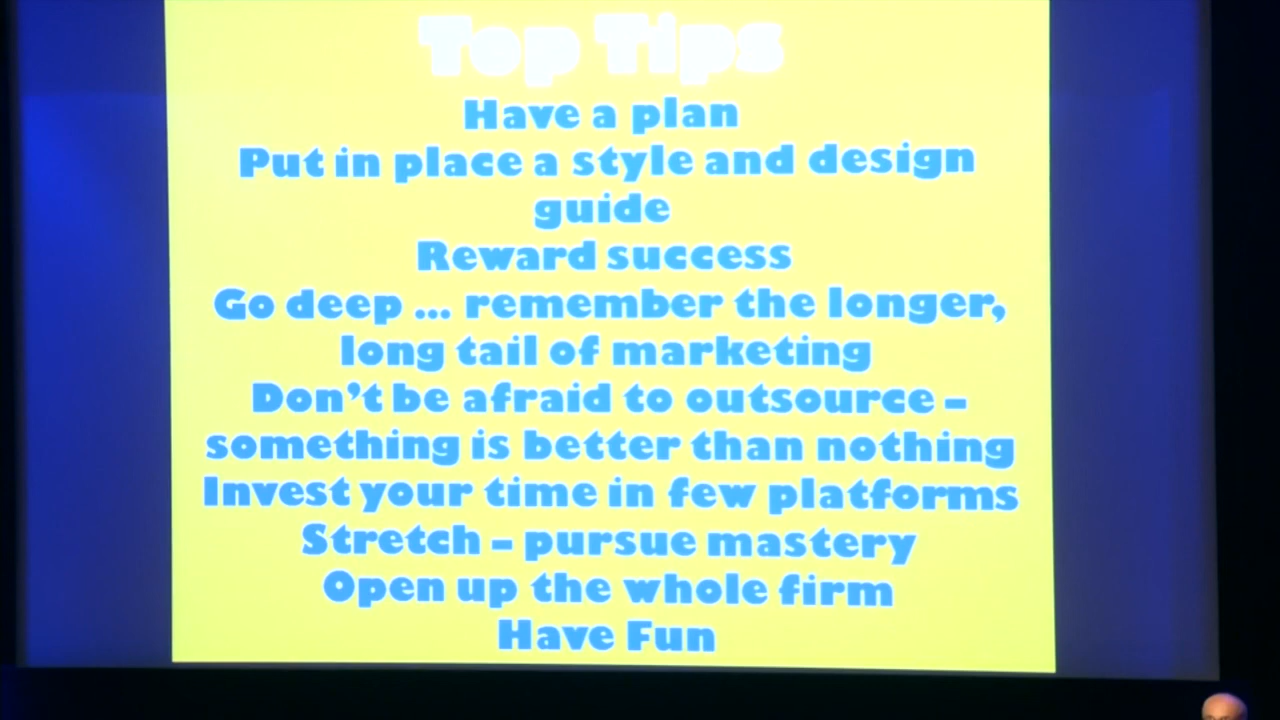 Top Tips
Have a plan
Put in place a style and design
guide
Reward success
Go deep ... remember the longer,
long tail of marketing
Don't be afraid to outsource –
something is better than nothing
Invest your time in few platforms
Stretch – pursue mastery
Open up the whole firm
Have Fun